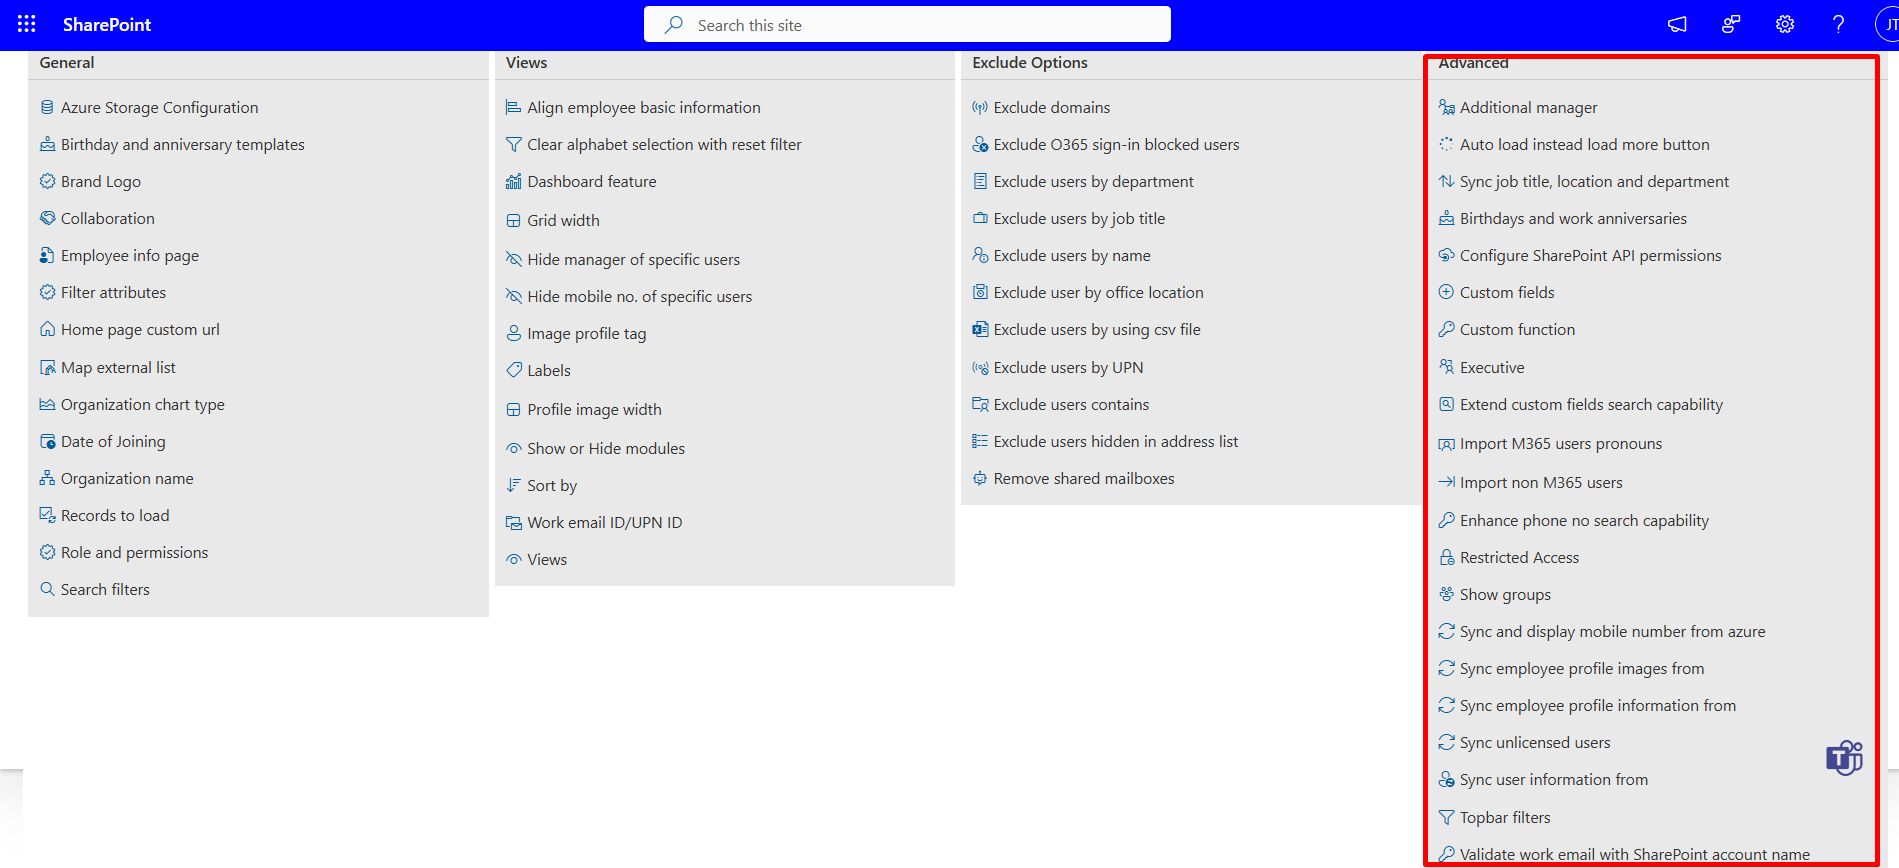 SharePoint
Search this site
JT
General
Azure Storage Configuration
Birthday and anniversary templates
Brand Logo
Collaboration
Employee info page
Filter attributes
Home page custom url
Map external list
Organization chart type
Date of Joining
Organization name
Records to load
Role and permissions
Search filters
Views
Align employee basic information
Clear alphabet selection with reset filter
Dashboard feature
Grid width
Hide manager of specific users
Hide mobile no. of specific users
Image profile tag
Labels
Profile image width
Show or Hide modules
Sort by
Work email ID/UPN ID
Views
Exclude Options
Exclude domains
Exclude O365 sign-in blocked users
Exclude users by department
Exclude users by job title
Exclude users by name
Exclude user by office location
Exclude users by using csv file
Exclude users by UPN
Exclude users contains
Exclude users hidden in address list
Remove shared mailboxes
Advanced
Additional manager
Auto load instead load more button
Sync job title, location and department
Birthdays and work anniversaries
Configure SharePoint API permissions
Custom fields
Custom function
Executive
Extend custom fields search capability
Import M365 users pronouns
Import non M365 users
Enhance phone no search capability
Restricted Access
Show groups
Sync and display mobile number from azure
Sync employee profile images from
Sync employee profile information from
Sync unlicensed users
Sync user information from
Topbar filters
Validate work email with SharePoint account name
T